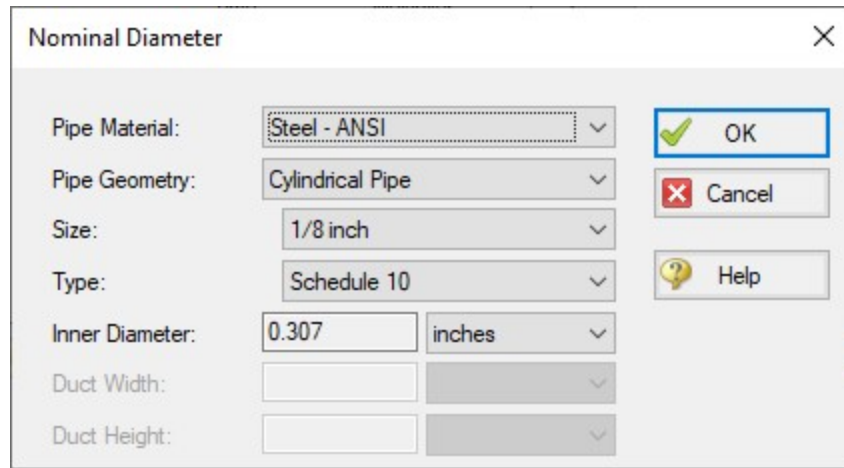 Nominal Diameter
Pipe Material: Steel - ANSI
OK
Pipe Geometry: Cylindrical Pipe
Cancel
Size: 1/8 inch
Type: Schedule 10
Help
Inner Diameter: 0.307 inches
Duct Width:
Duct Height: